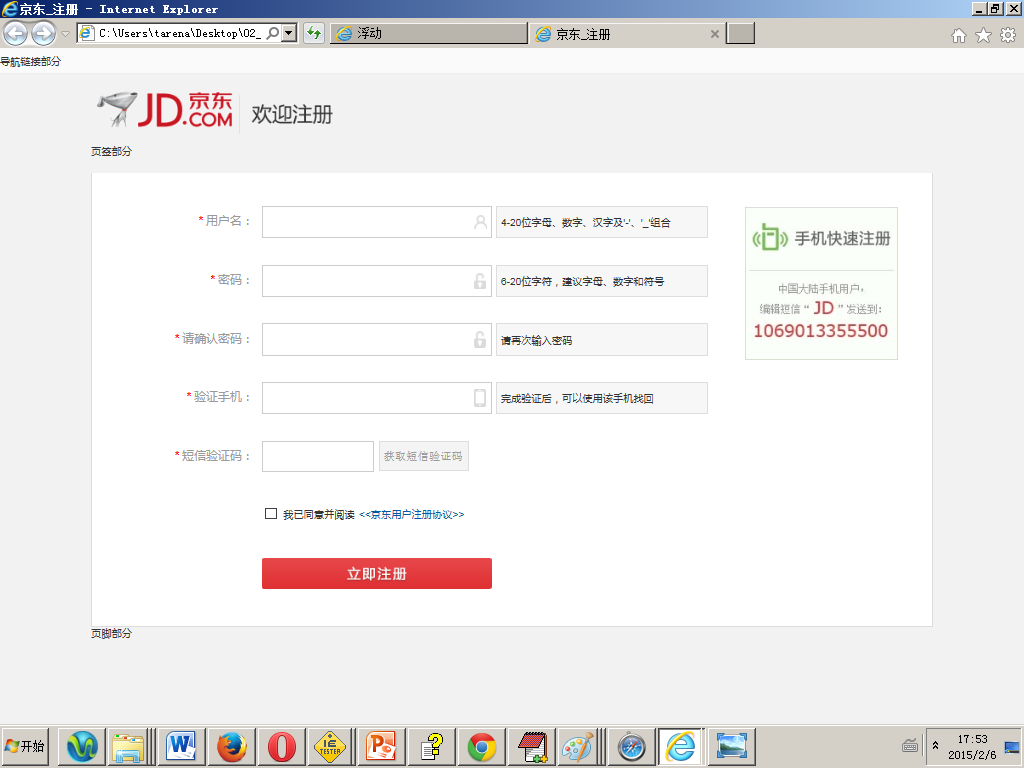 京东_注册 - Internet Explorer
C:\Users\tarena\Desktop\02_
浮动
京东_注册
导航链接部分
JD.京东.COM
欢迎注册
页签部分
*用户名：
4-20位字母、数字、汉字及'-'、'_'组合
*密码：
6-20位字符，建议字母、数字和符号
*请确认密码：
请再次输入密码
*验证手机：
完成验证后，可以使用该手机找回
*短信验证码：
获取短信验证码
我已同意并阅读 <<京东用户注册协议>>
立即注册
手机快速注册
中国大陆手机用户，
编辑短信 “ JD ” 发送到：
1069013355500
页脚部分
开始
IE
TESTER
17:53
2015/2/6